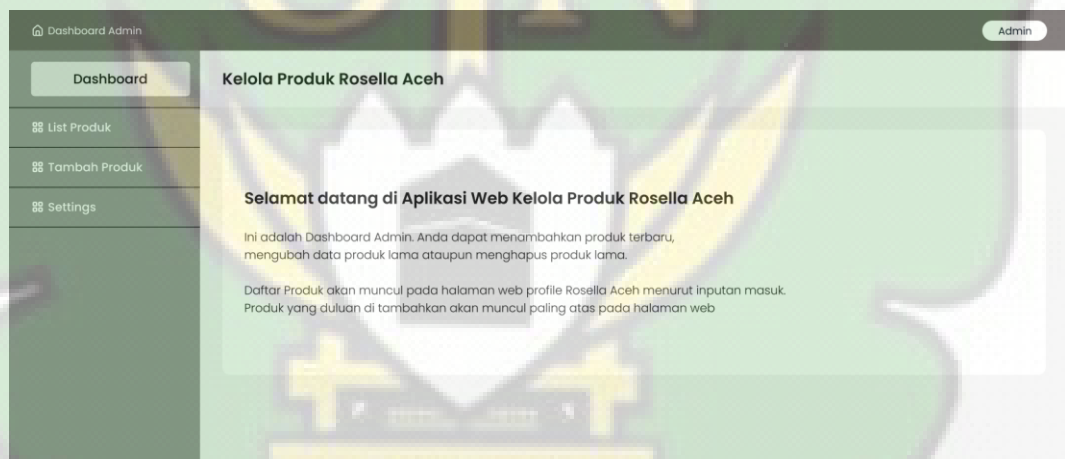 Dashboard Admin
Admin
Dashboard
List Produk
Tambah Produk
Settings
Kelola Produk Rosella Aceh
Selamat datang di Aplikasi Web Kelola Produk Rosella Aceh
Ini adalah Dashboard Admin. Anda dapat menambahkan produk terbaru,
mengubah data produk lama ataupun menghapus produk lama.
Daftar Produk akan muncul pada halaman web profile Rosella Aceh menurut inputan masuk.
Produk yang duluan di tambahkan akan muncul paling atas pada halaman web